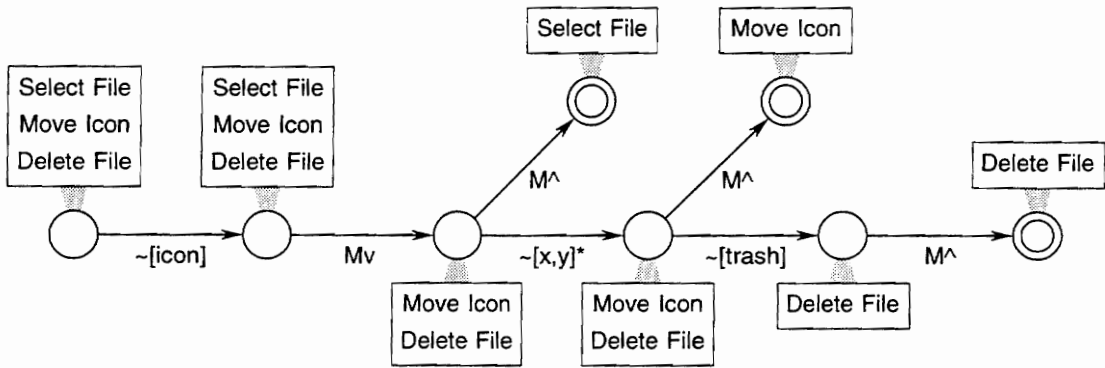 Select File
Move Icon
Select File
Move Icon
Delete File
Select File
Move Icon
Delete File
Delete File
M^
M^
~[icon]
Mv
~[x,y]*
~[trash]
M^
Move Icon
Delete File
Move Icon
Delete File
Delete File